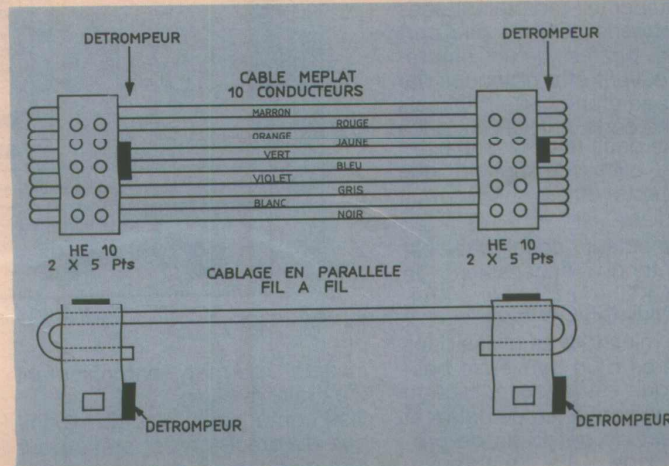 DETROMPEUR
DETROMPEUR
CABLE MEPLAT
10 CONDUCTEURS
MARRON
ROUGE
ORANGE
JAUNE
VERT
BLEU
VIOLET
GRIS
BLANC
NOIR
HE 10
2 X 5 Pts
HE 10
2 X 5 Pts
CABLAGE EN PARALLELE
FIL A FIL
DETROMPEUR
DETROMPEUR